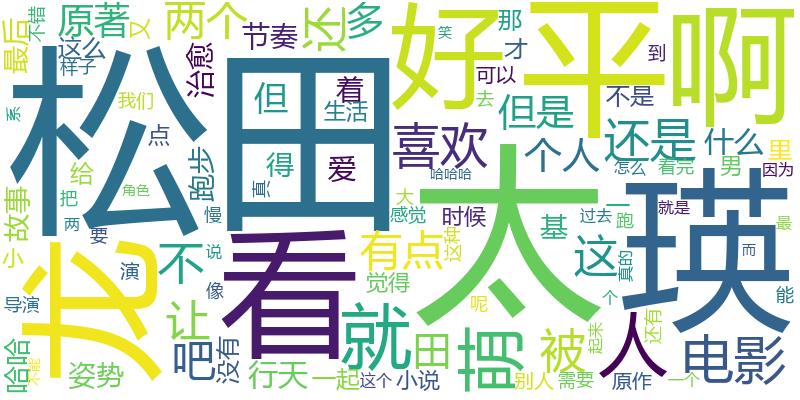 最后
不错
原著
又
两个
还
多
好
平
啊
那
笑
到
这么
样子
治愈
节奏
才
可以
着
松
田
但
生活
我们
系
点
但是
去
不是
还是
什么
里
喜欢
个人
看完
男
因为
得
爱
真
哈哈哈
怎么
给
把
角色
跑步
故事
两
要
慢
太
大
感觉
时候
基
一
过去
跑
就是
瑛
小
龙
演
不
说
看
有点
这种
这
真的
而
最
像
觉得
个
能
导演
让
就
呢
起来
还有
哈哈
不能
姿势
吧
没有
行天
一起
田
这个
小说
萌
被
别人
需要
人
原作
一个
电影